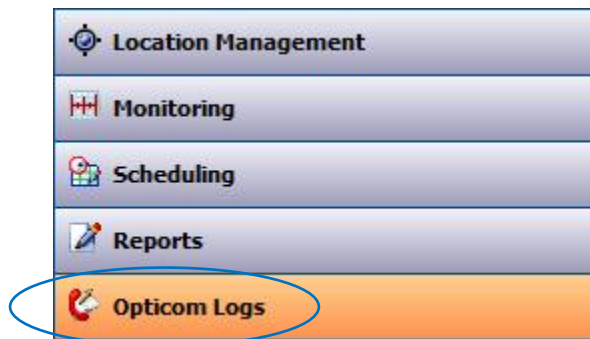 Location Management
Monitoring
Scheduling
Reports
Opticom Logs